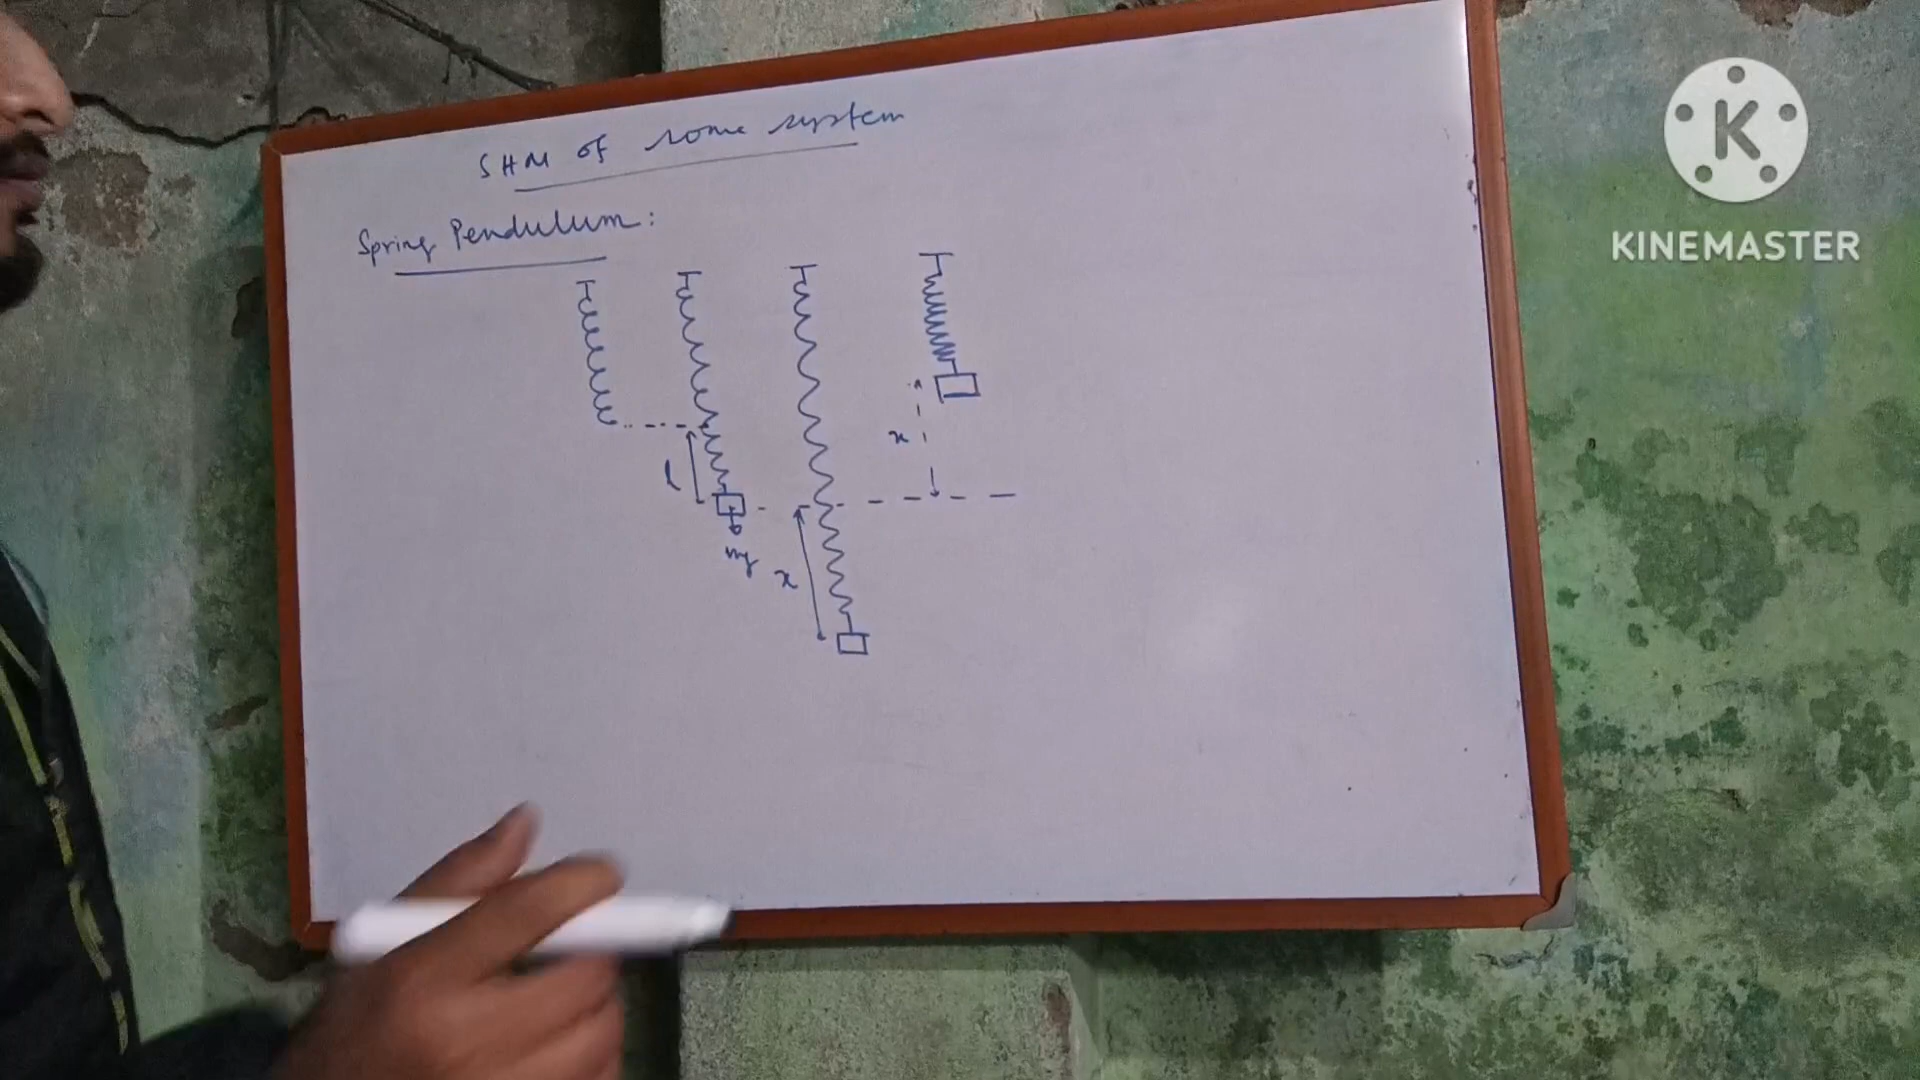 SHM of some system
Spring Pendulum:
l
mg
x
x
K
KINEMASTER